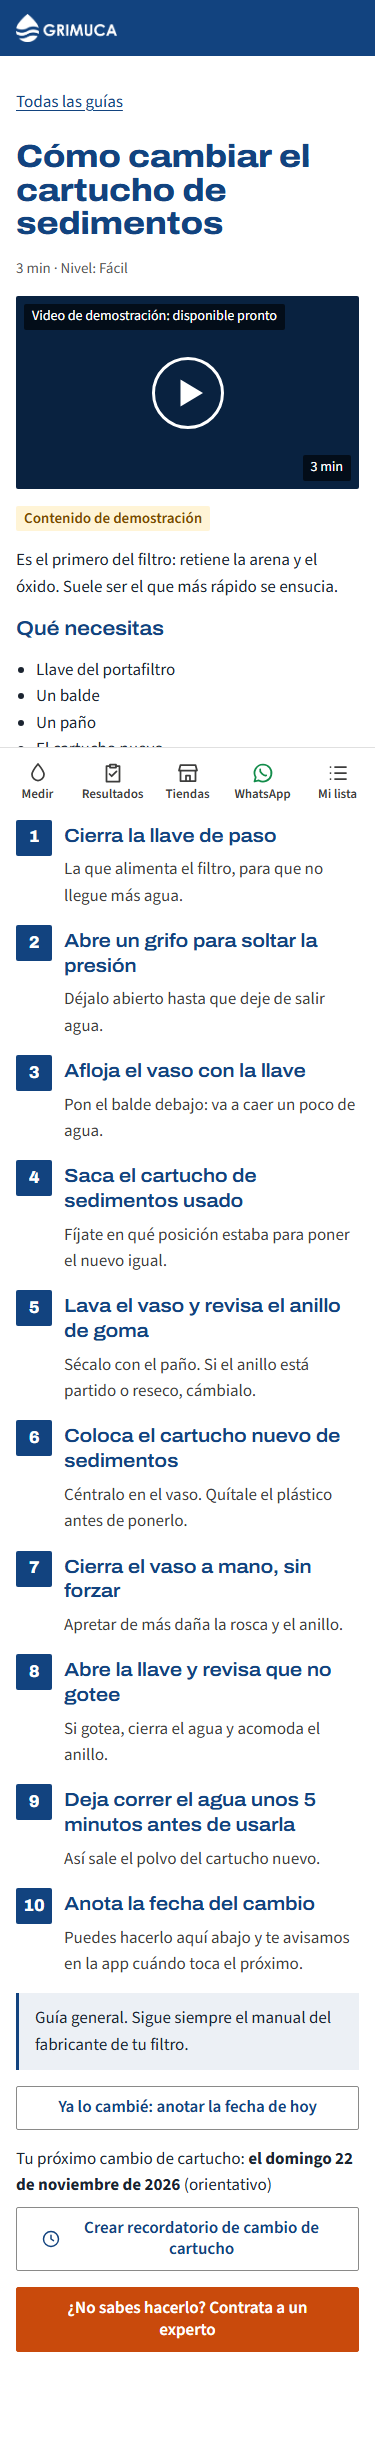 GRIMUCA
Todas las guías
Cómo cambiar el
cartucho de
sedimentos
3 min · Nivel: Fácil
Video de demostración: disponible pronto
3 min
Contenido de demostración
Es el primero del filtro: retiene la arena y el
óxido. Suele ser el que más rápido se ensucia.
Qué necesitas
• Llave del portafiltro
• Un balde
• Un paño
Medir Resultados Tiendas WhatsApp Mi lista
1 Cierra la llave de paso
La que alimenta el filtro, para que no
llegue más agua.
2 Abre un grifo para soltar la
presión
Déjalo abierto hasta que deje de salir
agua.
3 Afloja el vaso con la llave
Pon el balde debajo: va a caer un poco de
agua.
4 Saca el cartucho de
sedimentos usado
Fíjate en qué posición estaba para poner
el nuevo igual.
5 Lava el vaso y revisa el anillo
de goma
Sécalo con el paño. Si el anillo está
partido o reseco, cámbialo.
6 Coloca el cartucho nuevo de
sedimentos
Céntralo en el vaso. Quítale el plástico
antes de ponerlo.
7 Cierra el vaso a mano, sin
forzar
Apretar de más daña la rosca y el anillo.
8 Abre la llave y revisa que no
gotee
Si gotea, cierra el agua y acomoda el
anillo.
9 Deja correr el agua unos 5
minutos antes de usarla
Así sale el polvo del cartucho nuevo.
10 Anota la fecha del cambio
Puedes hacerlo aquí abajo y te avisamos
en la app cuándo toca el próximo.
Guía general. Sigue siempre el manual del
fabricante de tu filtro.
Ya lo cambié: anotar la fecha de hoy
Tu próximo cambio de cartucho: el domingo 22
de noviembre de 2026 (orientativo)
Crear recordatorio de cambio de
cartucho
¿No sabes hacerlo? Contrata a un
experto